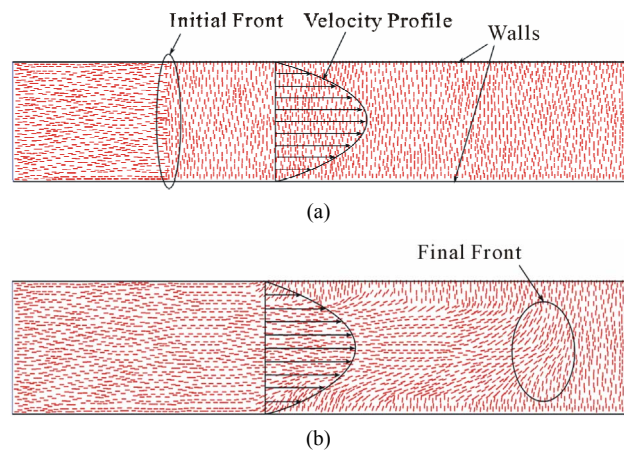 Initial Front
Velocity Profile
Walls
(a)
Final Front
(b)